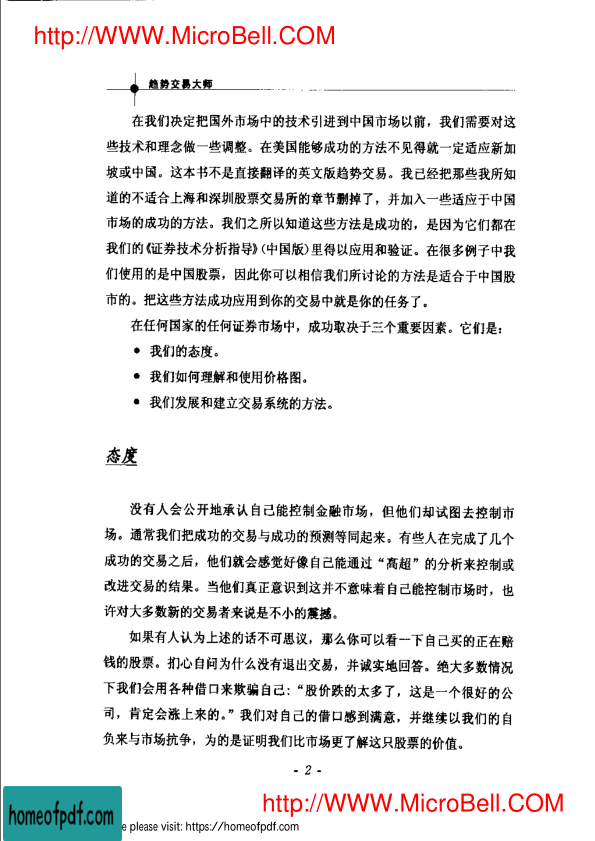 http://WWW.MicroBell.COM
趋势交易大师
在我们决定把国外市场中的技术引进到中国市场以前，我们需要对这
些技术和理念做一些调整。在美国能够成功的方法不见得就一定适应新加
坡或中国。这本书不是直接翻译的英文版趋势交易。我已经把那些我所知
道的不适合上海和深圳股票交易所的章节删掉了，并加入一些适应于中国
市场的成功的方法。我们之所以知道这些方法是成功的，是因为它们都在
我们的《证券技术分析指导》（中国版）里得以应用和验证。在很多例子中我
们使用的是中国股票，因此你可以相信我们所讨论的方法是适合于中国股
市的。把这些方法成功应用到你的交易中就是你的任务了。
在任何国家的任何证券市场中，成功取决于三个重要因素。它们是：
● 我们的态度。
● 我们如何理解和使用价格图。
● 我们发展和建立交易系统的方法。
态度
没有人会公开地承认自己能控制金融市场，但他们却试图去控制市
场。通常我们把成功的交易与成功的预测等同起来。有些人在完成了几个
成功的交易之后，他们就会感觉好像自己能通过“高超”的分析来控制或
改进交易的结果。当他们真正意识到这并不意味着自己能控制市场时，也
许对大多数新的交易者来说是不小的震撼。
如果有人认为上述的话不可思议，那么你可以看一下自己买的正在赔
钱的股票。扪心自问为什么没有退出交易，并诚实地回答。绝大多数情况
下我们会用各种借口来欺骗自己：“股价跌的太多了，这是一个很好的公
司，肯定会涨上来的。”我们对自己的借口感到满意，并继续以我们的自
负来与市场抗争，为的是证明我们比市场更了解这只股票的价值。
- 2 -
http://WWW.MicroBell.COM
homeofpdf.com
please visit: https://homeofpdf.com